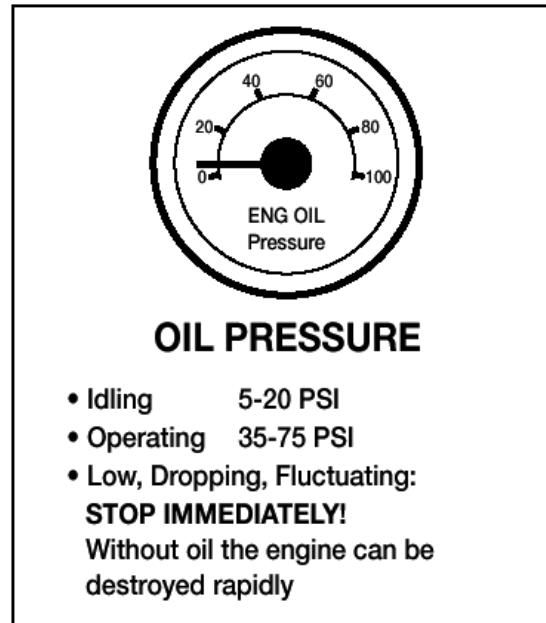 40 60
20 80
0 100
ENG OIL
Pressure
OIL PRESSURE
• Idling 5-20 PSI
• Operating 35-75 PSI
• Low, Dropping, Fluctuating:
STOP IMMEDIATELY!
Without oil the engine can be
destroyed rapidly